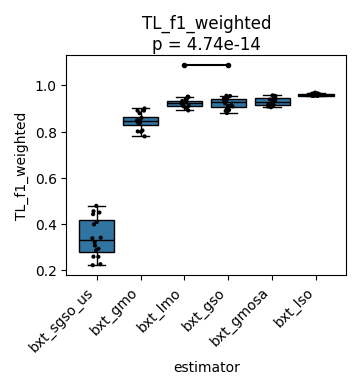 TL_f1_weighted
p = 4.74e-14
TL_f1_weighted
1.0
0.8
0.6
0.4
0.2
bxt_sgso_us
bxt_gmo
bxt_lmo
bxt_gso
bxt_gmosa
bxt_lso
estimator